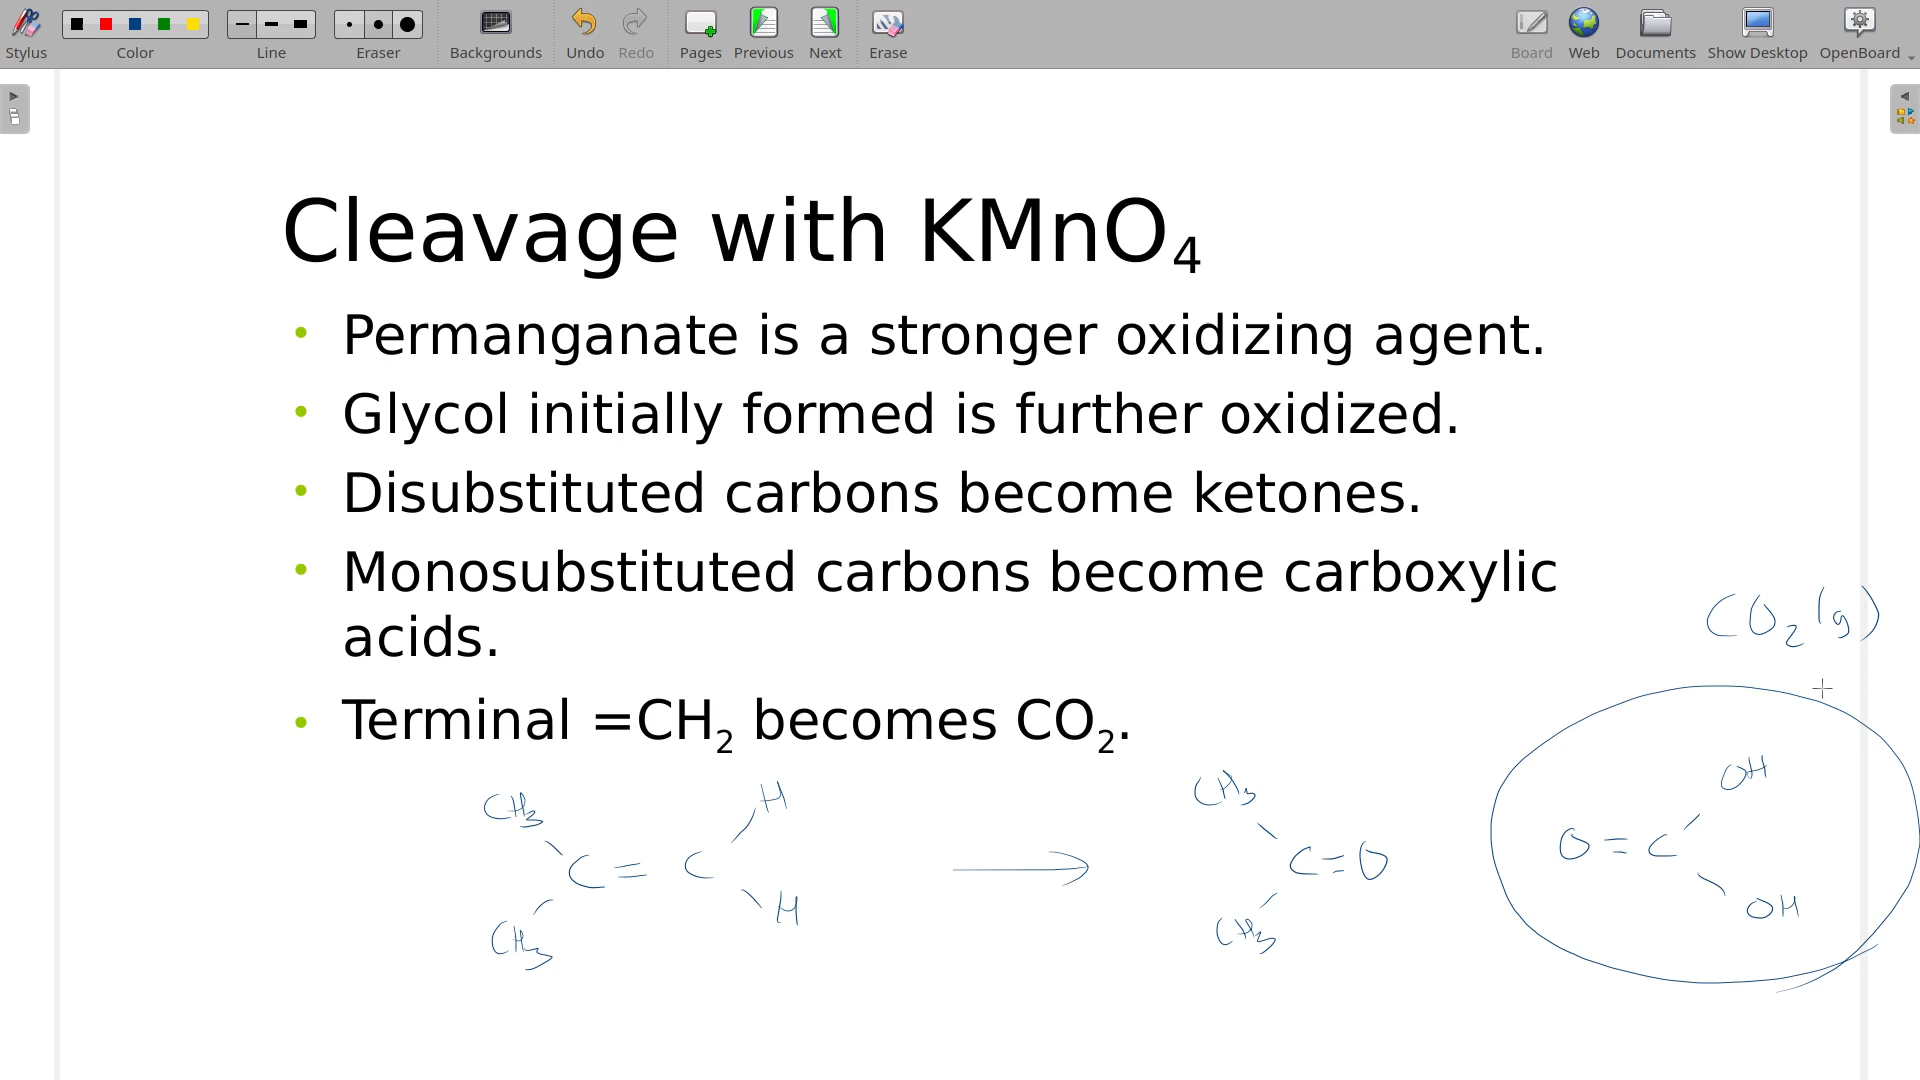 Stylus Color Line Eraser Backgrounds Undo Redo Pages Previous Next Erase Board Web Documents Show Desktop OpenBoard
Cleavage with KMnO₄
• Permanganate is a stronger oxidizing agent.
• Glycol initially formed is further oxidized.
• Disubstituted carbons become ketones.
• Monosubstituted carbons become carboxylic
acids.
CO₂(g)
• Terminal =CH₂ becomes CO₂.
CH₃ H CH₃ OH
C = C C=O O = C
CH₃ H CH₃ OH